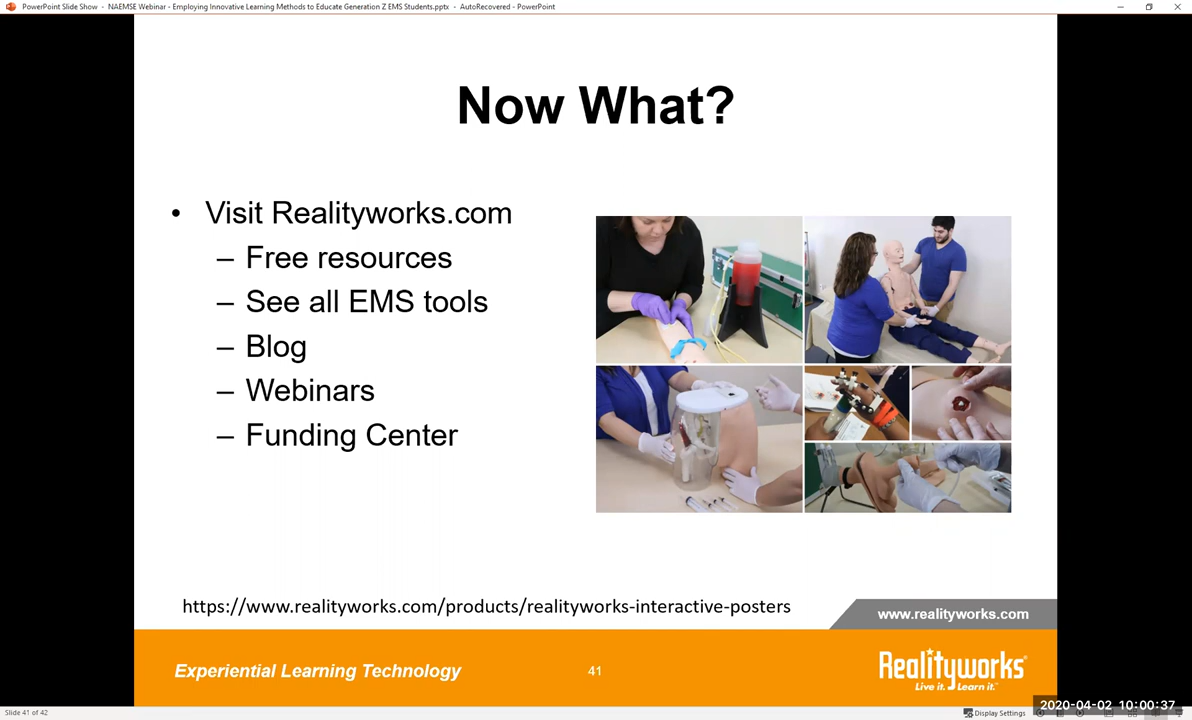 PowerPoint Slide Show - NAEMSE Webinar - Employing Innovative Learning Methods to Educate Generation Z EMS Students.pptx - AutoRecovered - PowerPoint
Now What?
• Visit Realityworks.com
– Free resources
– See all EMS tools
– Blog
– Webinars
– Funding Center
https://www.realityworks.com/products/realityworks-interactive-posters
www.realityworks.com
Experiential Learning Technology
41
Realityworks®
Live it. Learn it.™
2020-04-02 10:00:37
Slide 41 of 42
Display Settings